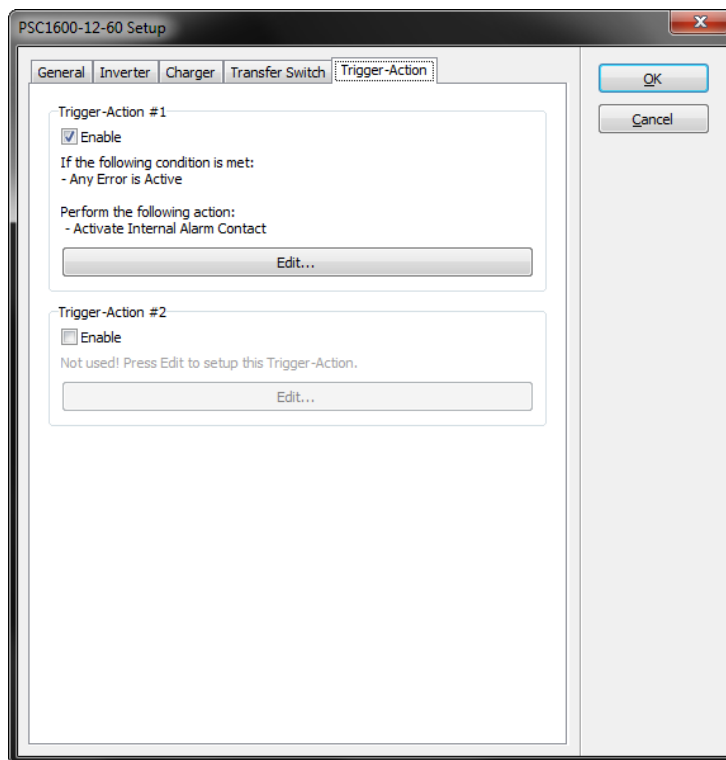 PSC1600-12-60 Setup
x
General Inverter Charger Transfer Switch Trigger-Action
OK
Cancel
Trigger-Action #1
Enable
If the following condition is met:
- Any Error is Active
Perform the following action:
- Activate Internal Alarm Contact
Edit...
Trigger-Action #2
Enable
Not used! Press Edit to setup this Trigger-Action.
Edit...